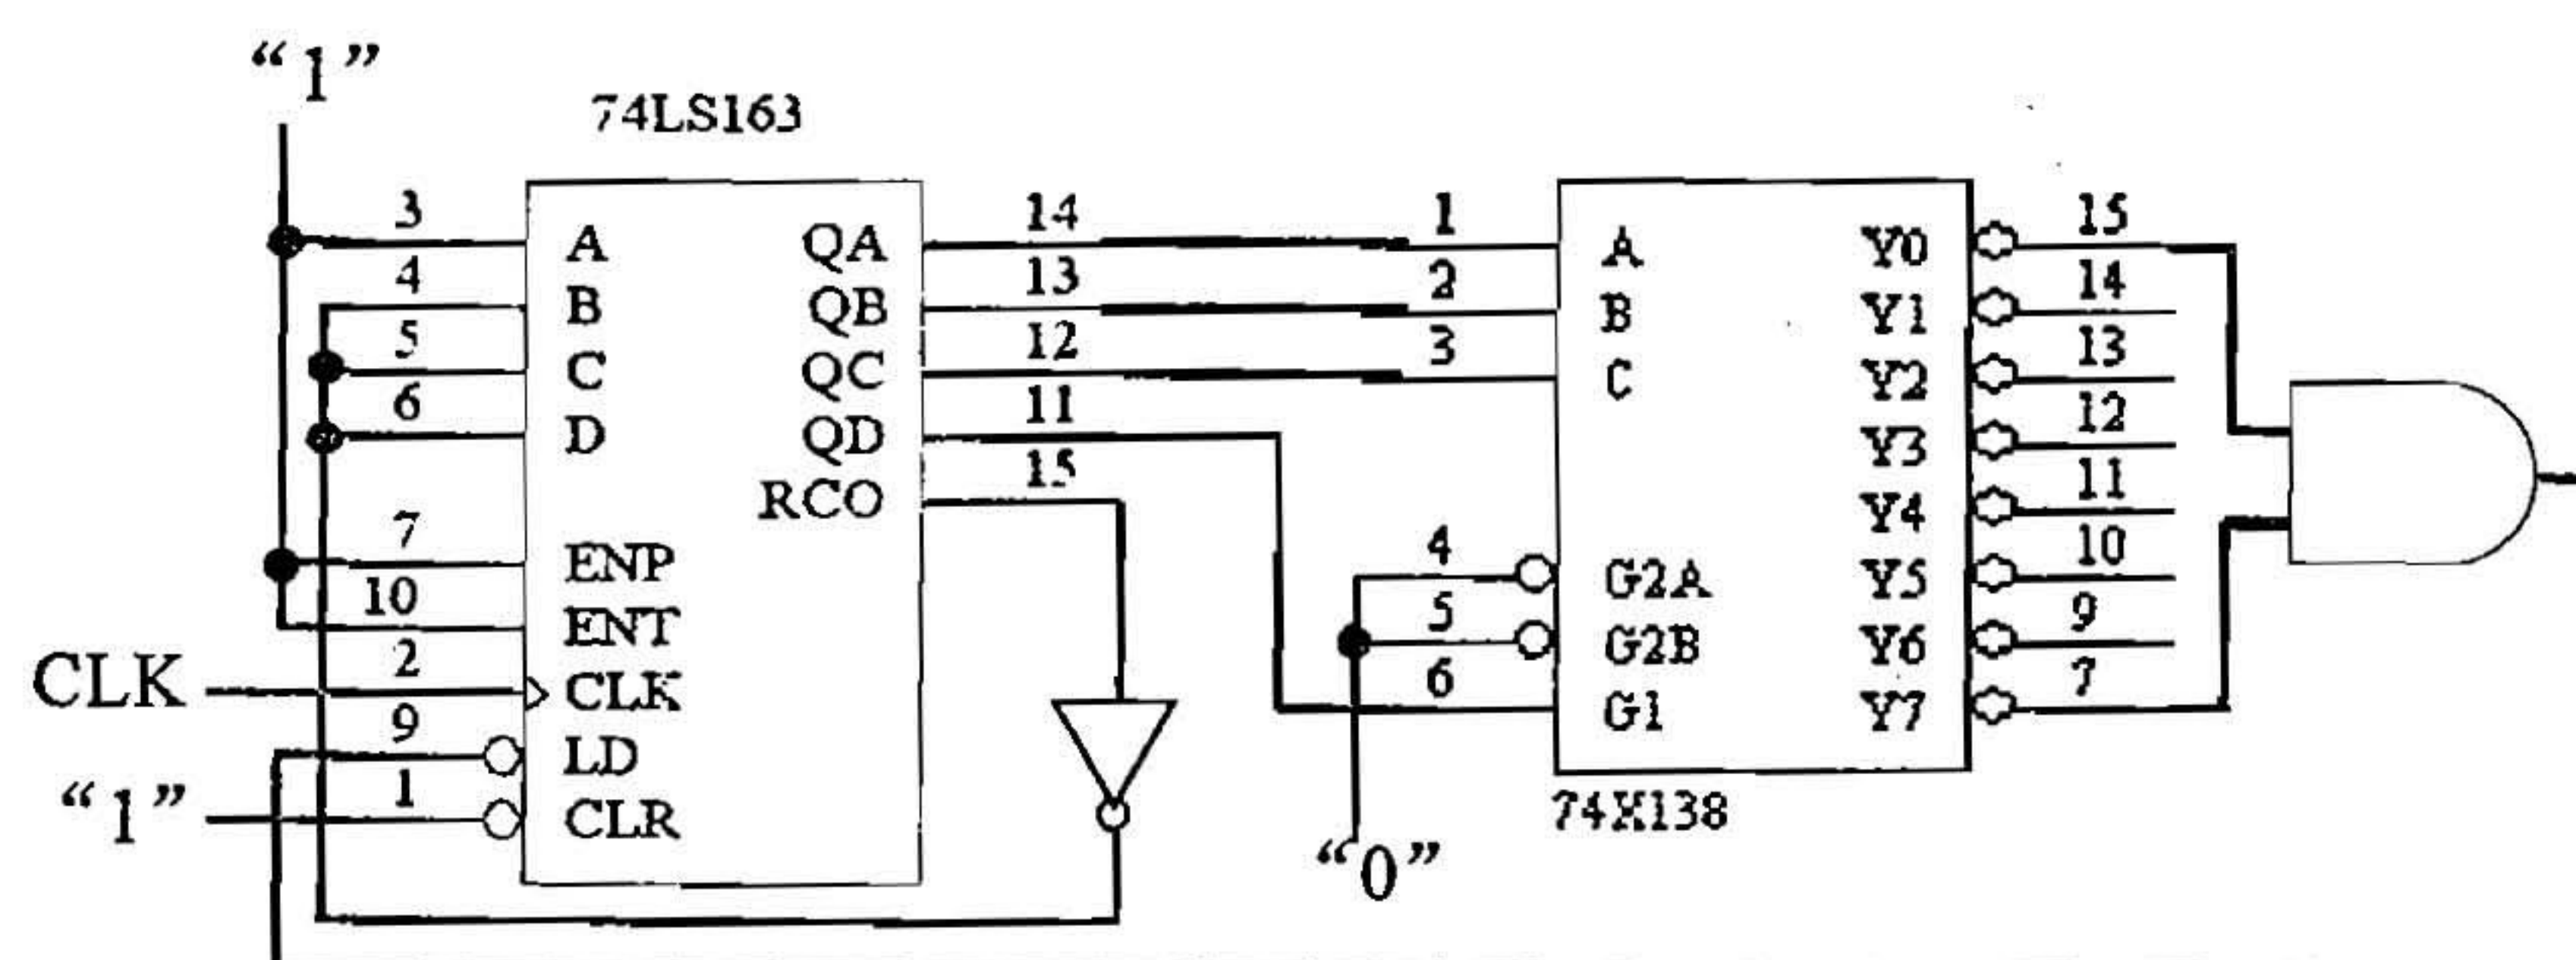 “1”
74LS163
3 A QA 14 1 A Y0 15
4 B QB 13 2 B Y1 14
5 C QC 12 3 C Y2 13
6 D QD 11 Y3 12
RCO 15 Y4 11
7 ENP 4 G2A Y5 10
10 ENT 5 G2B Y6 9
CLK 2 CLK 6 G1 Y7 7
9 LD
“1” 1 CLR
74X138
“0”